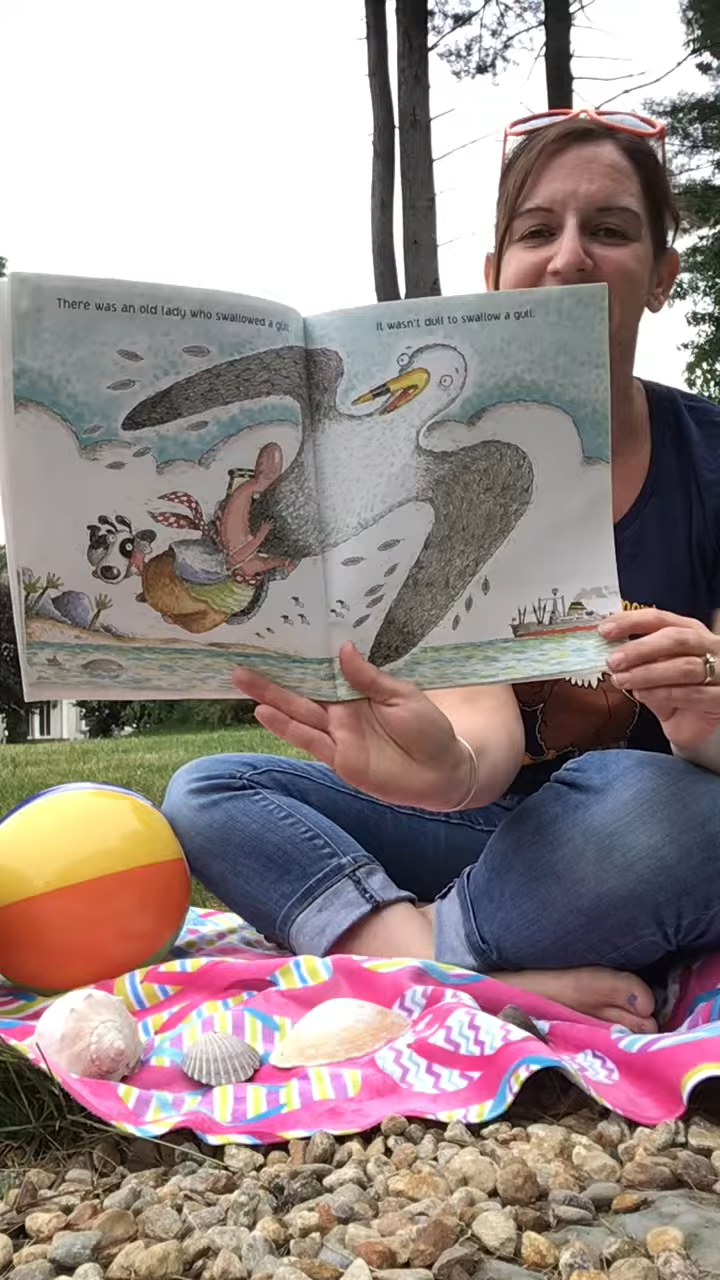 There was an old lady who swallowed a gull.
It wasn't dull to swallow a gull.